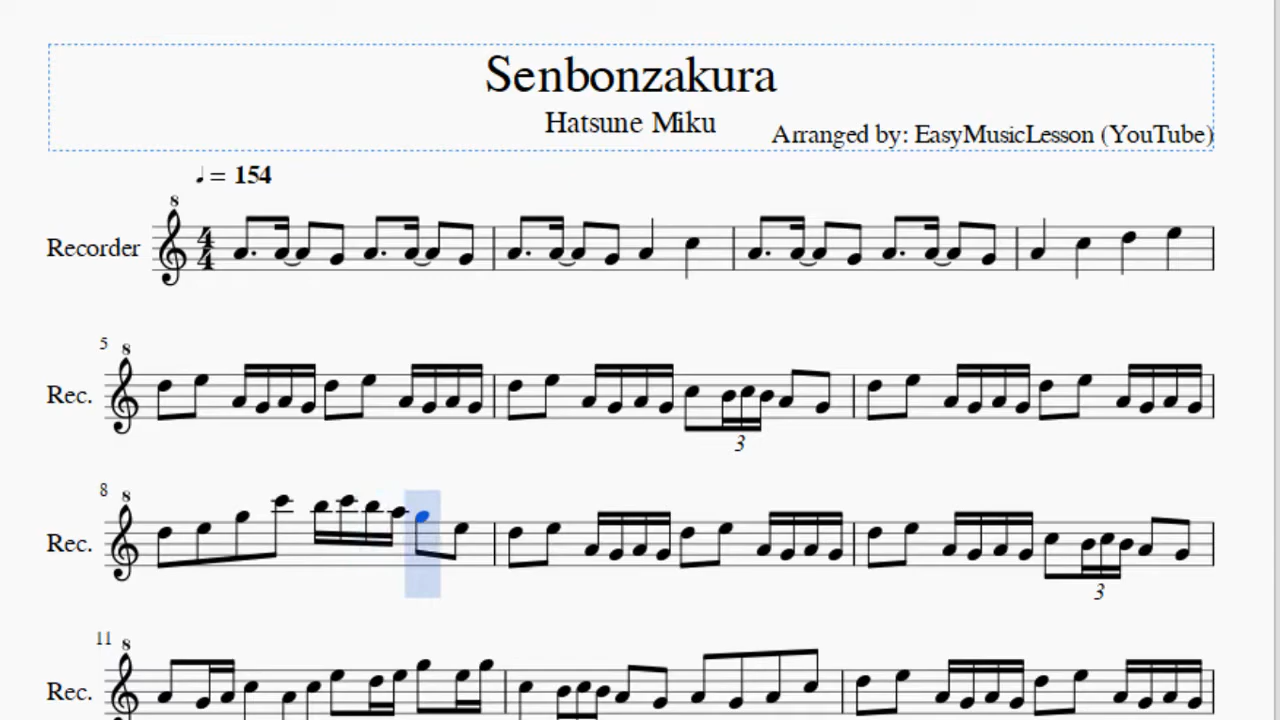 Senbonzakura
Hatsune Miku
Arranged by: EasyMusicLesson (YouTube)
♩ = 154
8
Recorder
4
4
5
8
Rec.
3
8
8
Rec.
3
11
8
Rec.